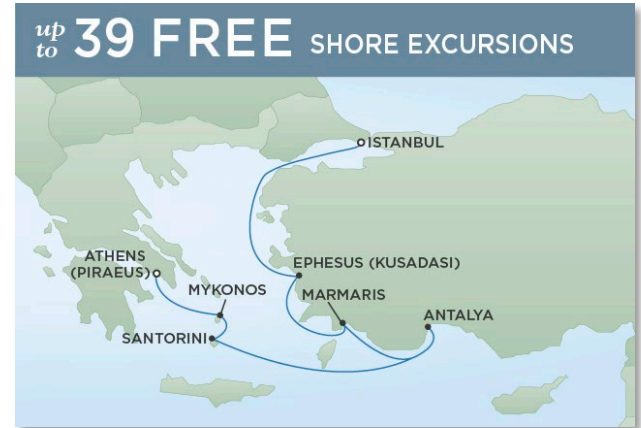 up to 39 FREE SHORE EXCURSIONS
ISTANBUL
ATHENS
(PIRAEUS)
EPHESUS (KUSADASI)
MYKONOS
MARMARIS
ANTALYA
SANTORINI